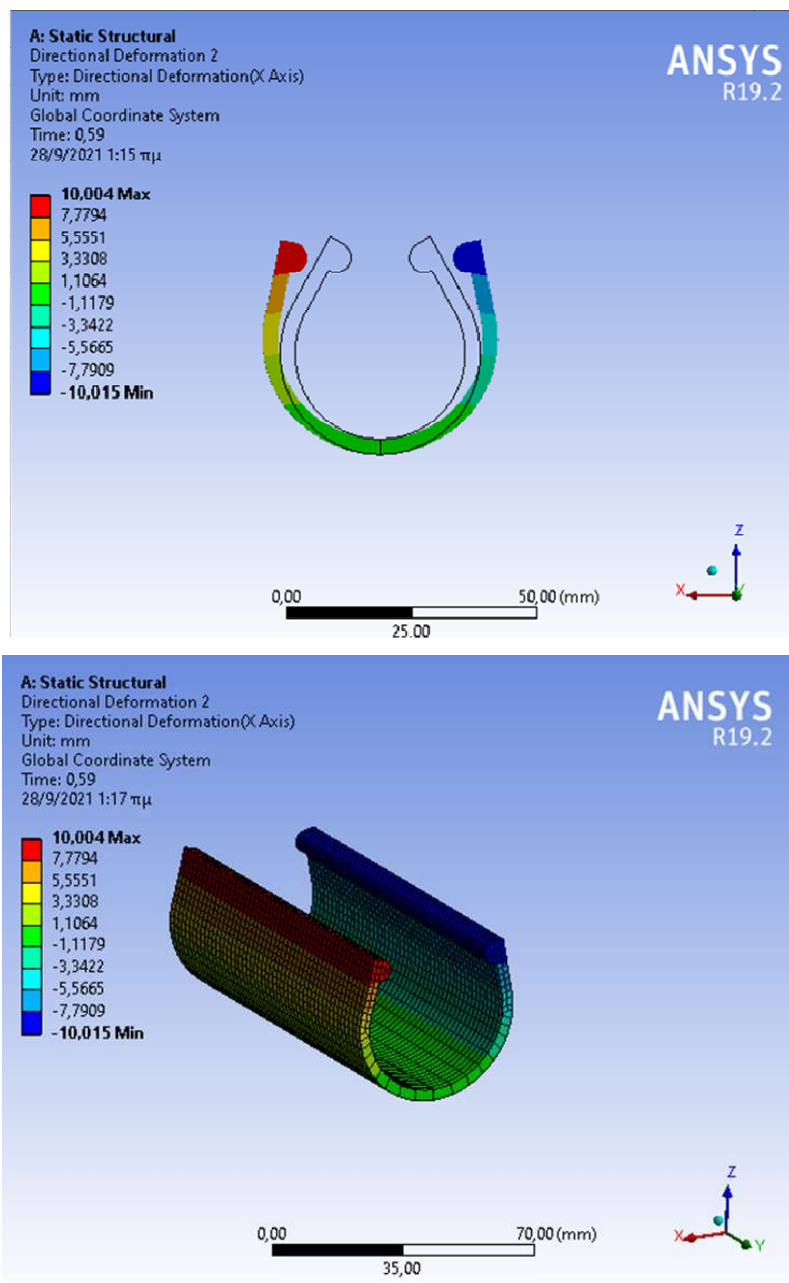 A: Static Structural
Directional Deformation 2
Type: Directional Deformation(X Axis)
Unit: mm
Global Coordinate System
Time: 0,59
28/9/2021 1:15 πμ
ANSYS
R19.2
10,004 Max
7,7794
5,5551
3,3308
1,1064
-1,1179
-3,3422
-5,5665
-7,7909
-10,015 Min
Z
X
Y
0,00
50,00 (mm)
25,00
A: Static Structural
Directional Deformation 2
Type: Directional Deformation(X Axis)
Unit: mm
Global Coordinate System
Time: 0,59
28/9/2021 1:17 πμ
ANSYS
R19.2
10,004 Max
7,7794
5,5551
3,3308
1,1064
-1,1179
-3,3422
-5,5665
-7,7909
-10,015 Min
Z
X
Y
0,00
70,00 (mm)
35,00